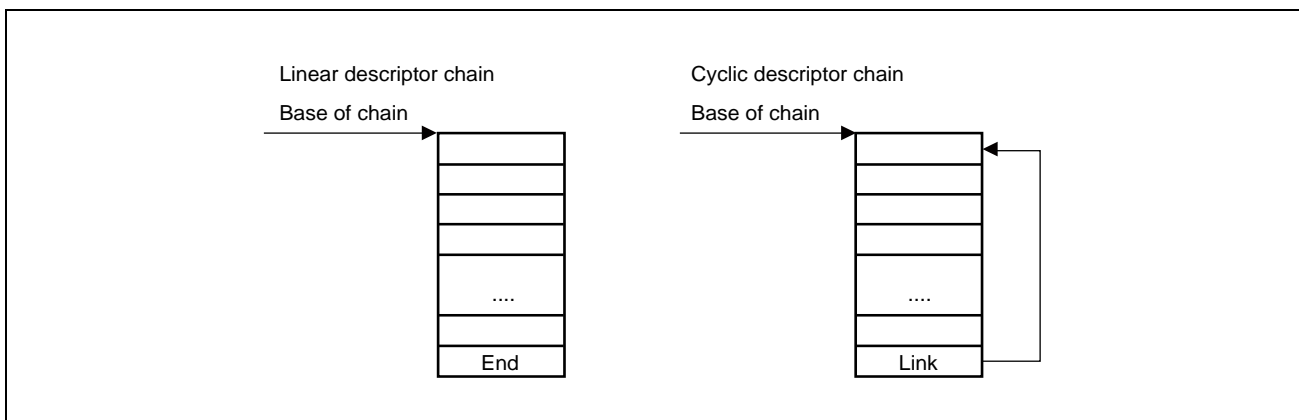 Linear descriptor chain
Base of chain
....
End
Cyclic descriptor chain
Base of chain
....
Link